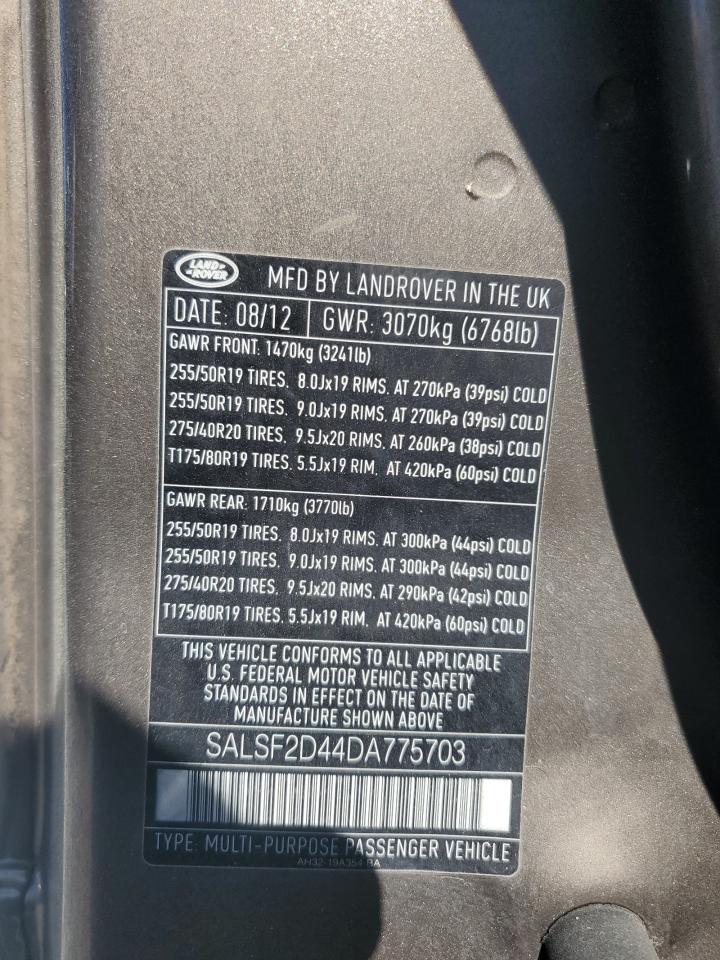 LAND ROVER
MFD BY LANDROVER IN THE UK
DATE: 08/12 GWR: 3070kg (6768lb)
GAWR FRONT: 1470kg (3241lb)
255/50R19 TIRES. 8.0Jx19 RIMS. AT 270kPa (39psi) COLD
255/50R19 TIRES. 9.0Jx19 RIMS. AT 270kPa (39psi) COLD
275/40R20 TIRES. 9.5Jx20 RIMS. AT 260kPa (38psi) COLD
T175/80R19 TIRES. 5.5Jx19 RIM. AT 420kPa (60psi) COLD
GAWR REAR: 1710kg (3770lb)
255/50R19 TIRES. 8.0Jx19 RIMS. AT 300kPa (44psi) COLD
255/50R19 TIRES. 9.0Jx19 RIMS. AT 300kPa (44psi) COLD
275/40R20 TIRES. 9.5Jx20 RIMS. AT 290kPa (42psi) COLD
T175/80R19 TIRES. 5.5Jx19 RIM. AT 420kPa (60psi) COLD
THIS VEHICLE CONFORMS TO ALL APPLICABLE
U.S. FEDERAL MOTOR VEHICLE SAFETY
STANDARDS IN EFFECT ON THE DATE OF
MANUFACTURE SHOWN ABOVE
SALSF2D44DA775703
TYPE: MULTI-PURPOSE PASSENGER VEHICLE
AH32-19A354-BA